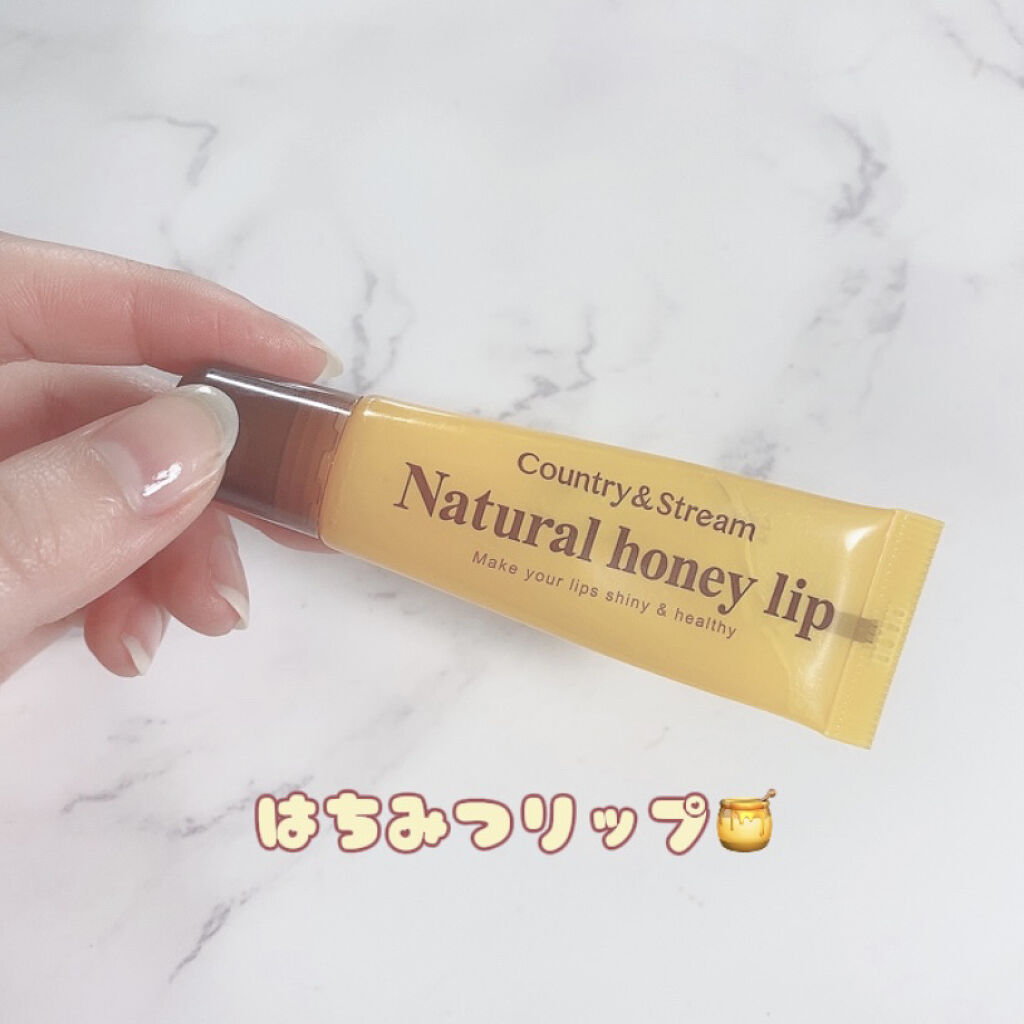 Country&Stream
Natural honey lip
Make your lips shiny & healthy
はちみつリップ🍯